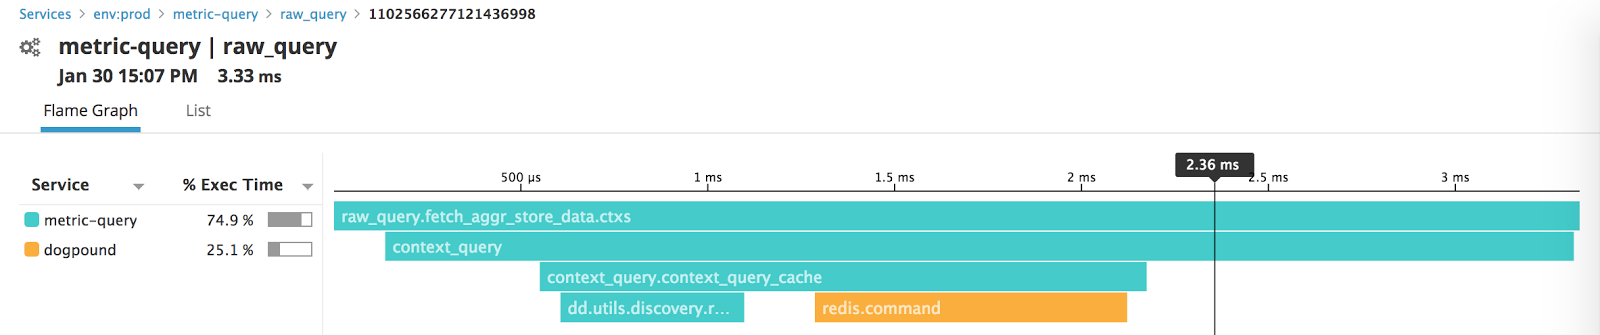 Services > env:prod > metric-query > raw_query > 1102566277121436998
metric-query | raw_query
Jan 30 15:07 PM 3.33 ms
Flame Graph List
2.36 ms
Service % Exec Time 500 µs 1 ms 1.5 ms 2 ms 2.5 ms 3 ms
metric-query 74.9 % raw_query.fetch_aggr_store_data.ctxs
dogpound 25.1 % context_query
context_query.context_query_cache
dd.utils.discovery.r... redis.command